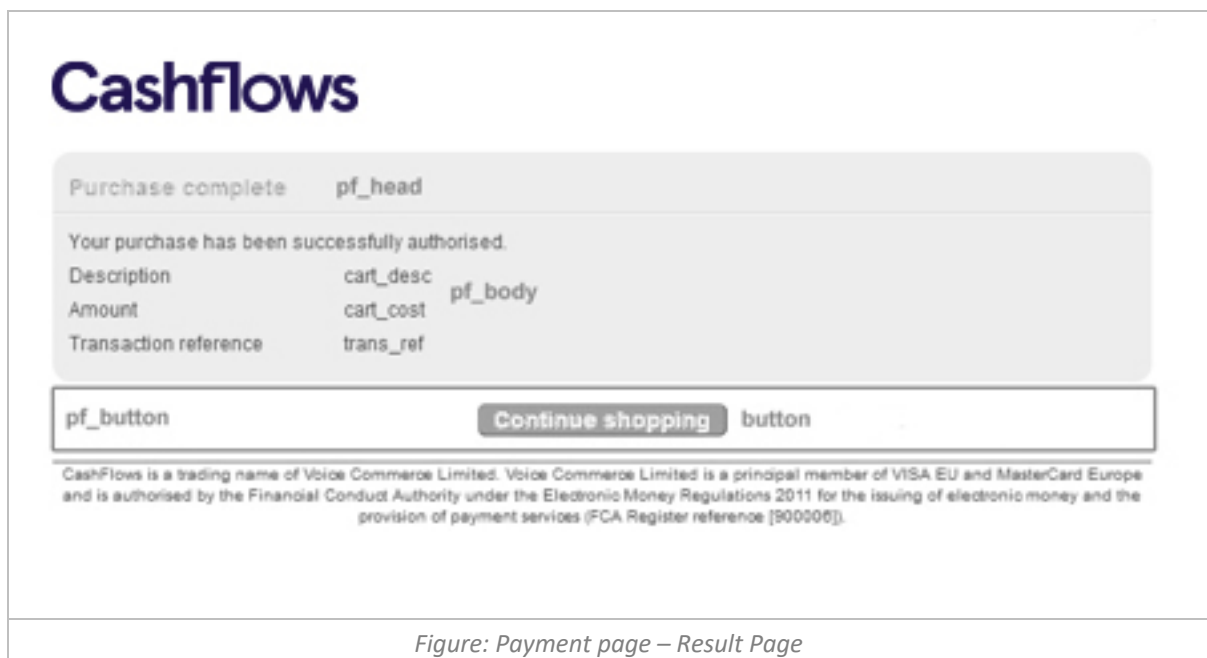 Cashflows
Purchase complete pf_head
Your purchase has been successfully authorised.
Description cart_desc
pf_body
Amount cart_cost
Transaction reference trans_ref
pf_button Continue shopping button
CashFlows is a trading name of Voice Commerce Limited. Voice Commerce Limited is a principal member of VISA EU and MasterCard Europe
and is authorised by the Financial Conduct Authority under the Electronic Money Regulations 2011 for the issuing of electronic money and the
provision of payment services (FCA Register reference [900006]).
Figure: Payment page – Result Page